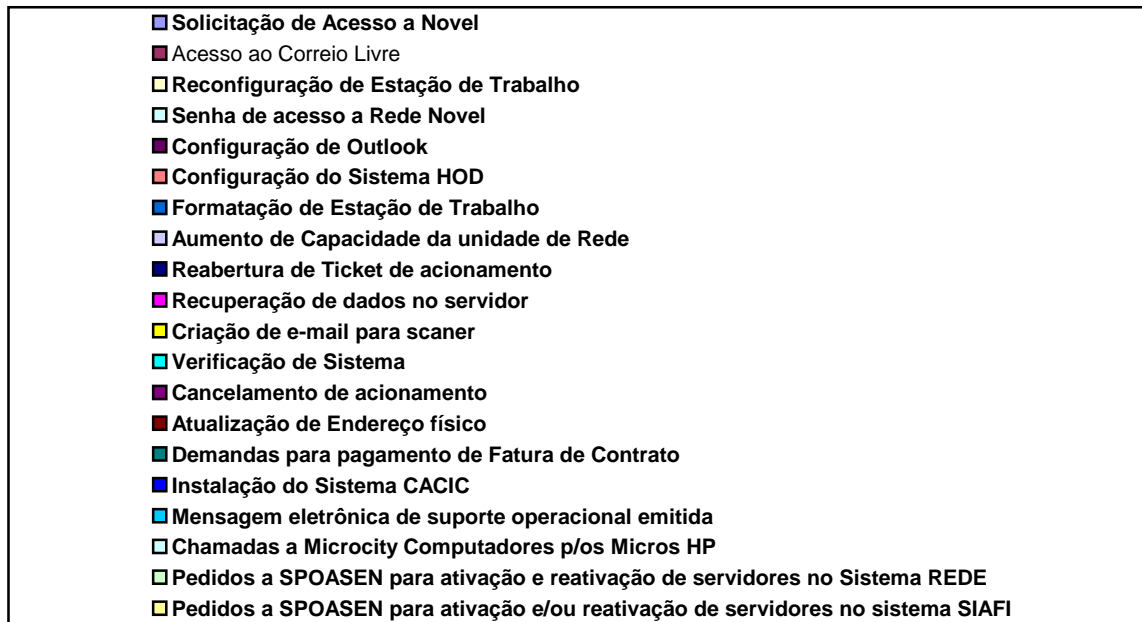 Solicitação de Acesso a Novel
Acesso ao Correio Livre
Reconfiguração de Estação de Trabalho
Senha de acesso a Rede Novel
Configuração de Outlook
Configuração do Sistema HOD
Formatação de Estação de Trabalho
Aumento de Capacidade da unidade de Rede
Reabertura de Ticket de acionamento
Recuperação de dados no servidor
Criação de e-mail para scaner
Verificação de Sistema
Cancelamento de acionamento
Atualização de Endereço físico
Demandas para pagamento de Fatura de Contrato
Instalação do Sistema CACIC
Mensagem eletrônica de suporte operacional emitida
Chamadas a Microcity Computadores p/os Micros HP
Pedidos a SPOASEN para ativação e reativação de servidores no Sistema REDE
Pedidos a SPOASEN para ativação e/ou reativação de servidores no sistema SIAFI